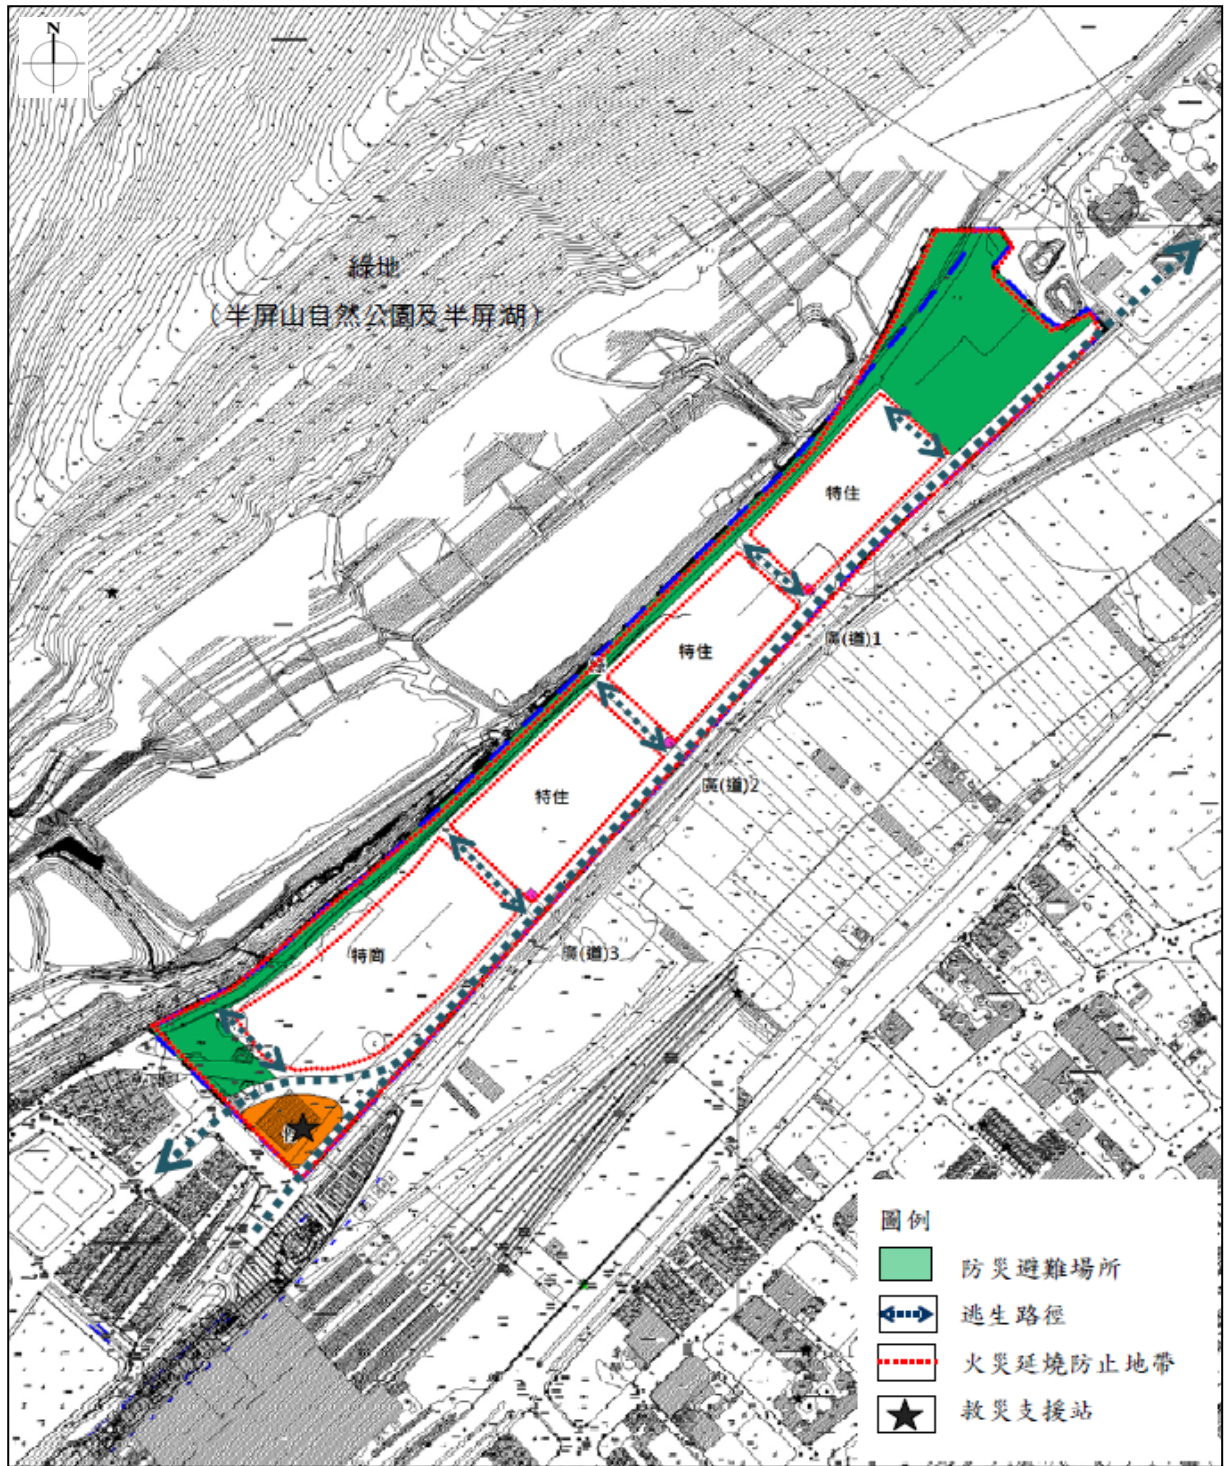 N
綠地
(半屏山自然公園及半屏湖)
特住
廣(道)1
特住
廣(道)2
特住
廣(道)3
特商
圖例
防災避難場所
逃生路徑
火災延燒防止地帶
救災支援站